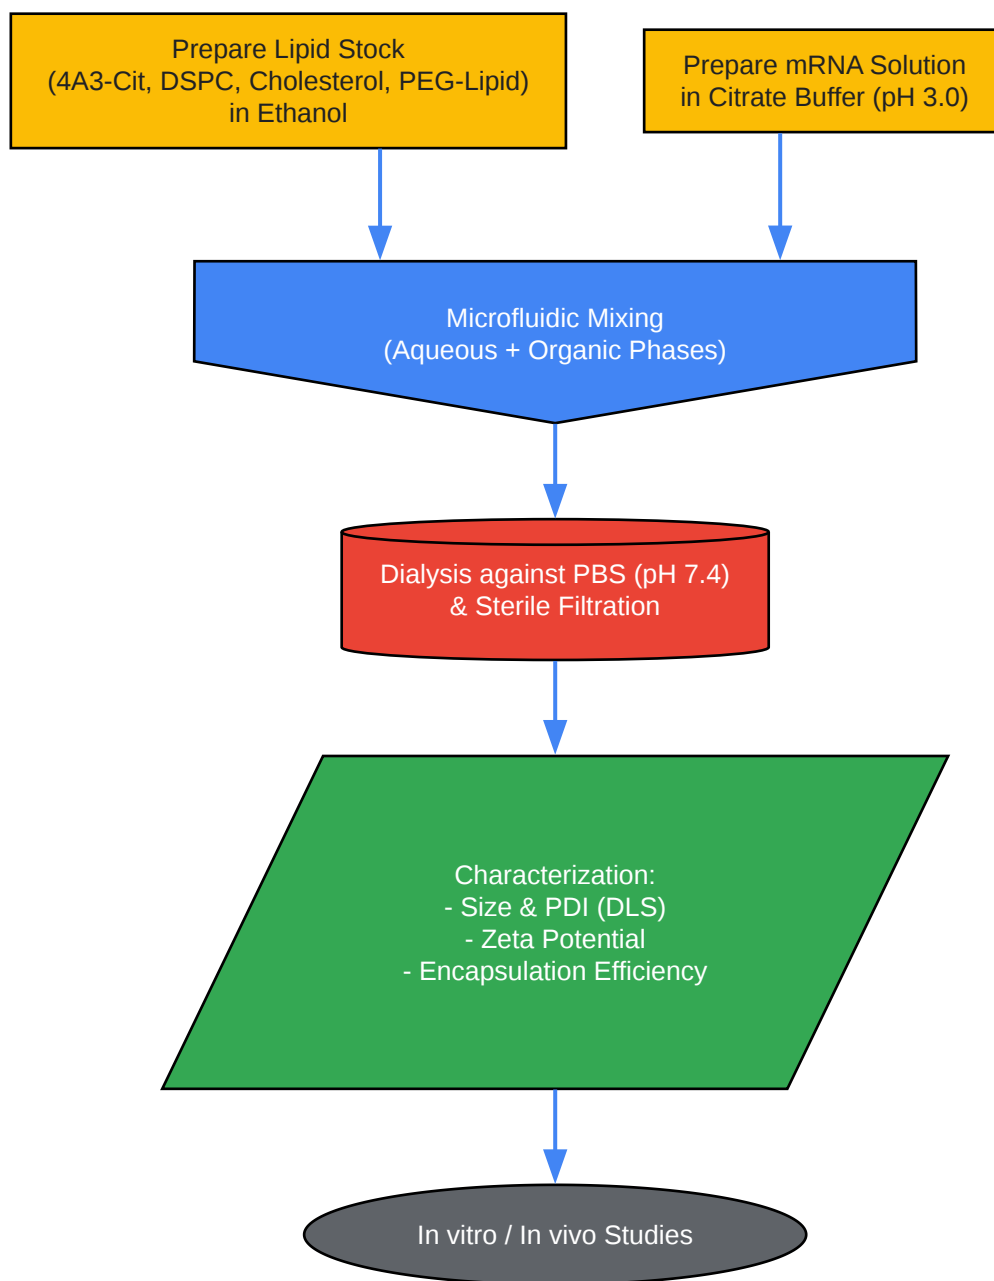 Prepare Lipid Stock
(4A3-Cit, DSPC, Cholesterol, PEG-Lipid)
in Ethanol
Prepare mRNA Solution
in Citrate Buffer (pH 3.0)
Microfluidic Mixing
(Aqueous + Organic Phases)
Dialysis against PBS (pH 7.4)
& Sterile Filtration
Characterization:
- Size & PDI (DLS)
- Zeta Potential
- Encapsulation Efficiency
In vitro / In vivo Studies